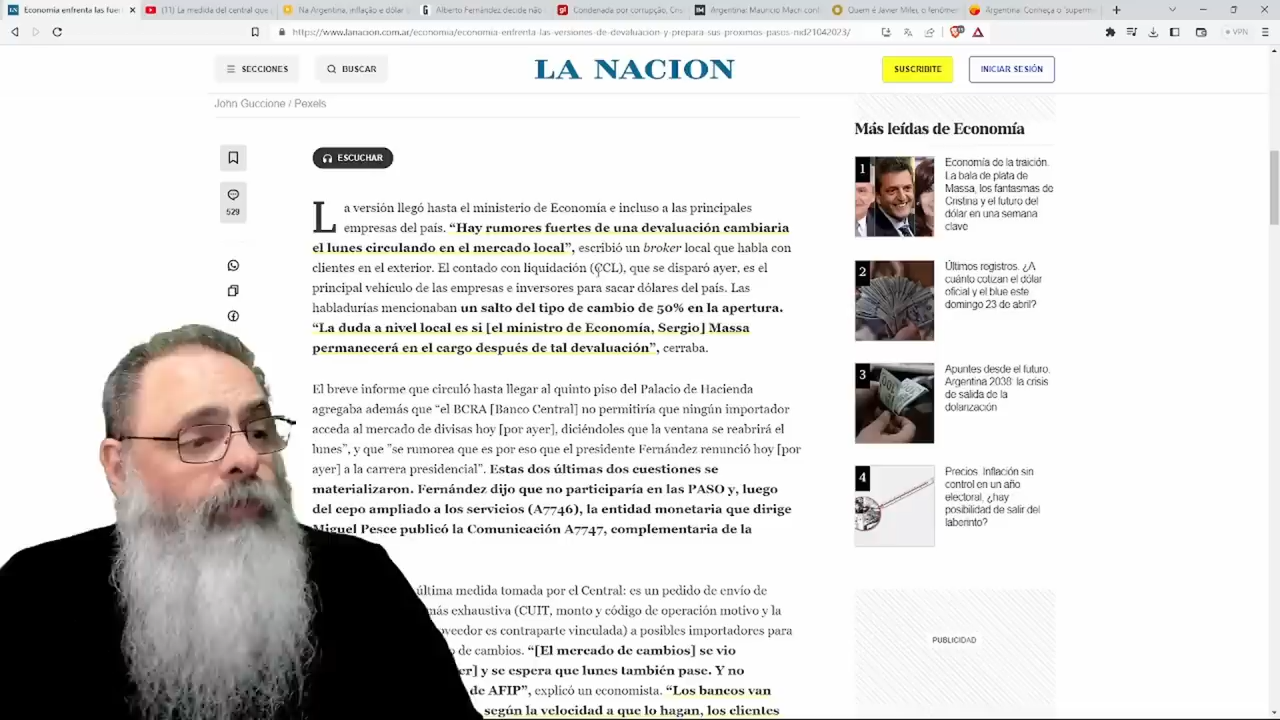 Economía enfrenta las fue
(11) La medida del central que
Na Argentina, inflação e dólar
Alberto Fernández decide não
Condenada por corrupção, Cris
Argentina: Mauricio Macri conf
Quem é Javier Milei, o fenôme
Argentina: Conheça o 'superm
https://www.lanacion.com.ar/economia/economia-enfrenta-las-versiones-de-devaluacion-y-prepara-sus-proximos-pasos-nid21042023/
VPN
SECCIONES
BUSCAR
LA NACION
SUSCRIBITE
INICIAR SESIÓN
John Guccione / Pexels
ESCUCHAR
529
La versión llegó hasta el ministerio de Economía e incluso a las principales
empresas del país. “Hay rumores fuertes de una devaluación cambiaria
el lunes circulando en el mercado local”, escribió un broker local que habla con
clientes en el exterior. El contado con liquidación (CCL), que se disparó ayer, es el
principal vehículo de las empresas e inversores para sacar dólares del país. Las
habladurías mencionaban un salto del tipo de cambio de 50% en la apertura.
“La duda a nivel local es si [el ministro de Economía, Sergio] Massa
permanecerá en el cargo después de tal devaluación”, cerraba.
El breve informe que circuló hasta llegar al quinto piso del Palacio de Hacienda
agregaba además que “el BCRA [Banco Central] no permitiría que ningún importador
acceda al mercado de divisas hoy [por ayer], diciéndoles que la ventana se reabrirá el
lunes”, y que ”se rumorea que es por eso que el presidente Fernández renunció hoy [por
ayer] a la carrera presidencial”. Estas dos últimas dos cuestiones se
materializaron. Fernández dijo que no participaría en las PASO y, luego
del cepo ampliado a los servicios (A7746), la entidad monetaria que dirige
Miguel Pesce publicó la Comunicación A7747, complementaria de la
última medida tomada por el Central: es un pedido de envío de
más exhaustiva (CUIT, monto y código de operación motivo y la
oveedor es contraparte vinculada) a posibles importadores para
o de cambios. “[El mercado de cambios] se vio
er] y se espera que lunes también pase. Y no
de AFIP”, explicó un economista. “Los bancos van
según la velocidad a que lo hagan, los clientes
Más leídas de Economía
1
Economía de la traición.
La bala de plata de
Massa, los fantasmas de
Cristina y el futuro del
dólar en una semana
clave
2
Últimos registros. ¿A
cuánto cotizan el dólar
oficial y el blue este
domingo 23 de abril?
3
Apuntes desde el futuro.
Argentina 2038: la crisis
de salida de la
dolarización
4
Precios. Inflación sin
control en un año
electoral, ¿hay
posibilidad de salir del
laberinto?
PUBLICIDAD